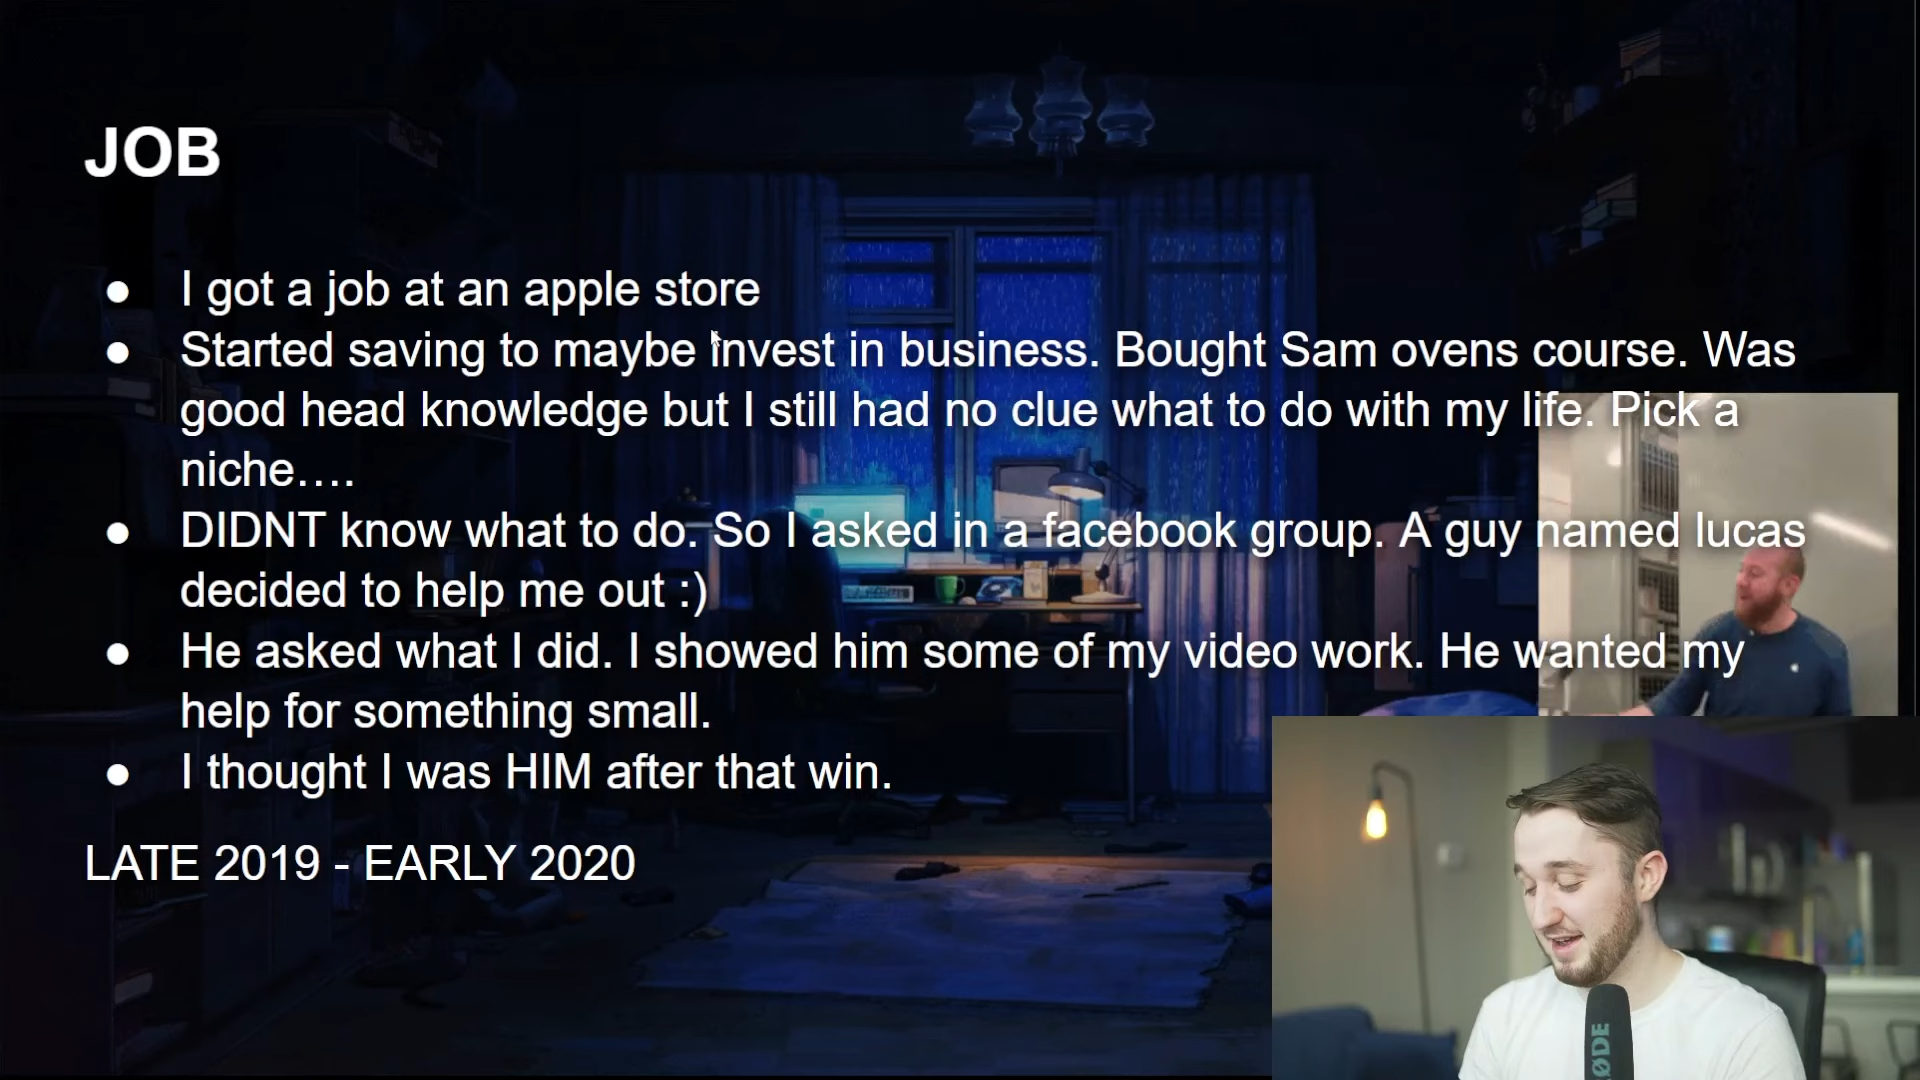 JOB
● I got a job at an apple store
● Started saving to maybe invest in business. Bought Sam ovens course. Was
good head knowledge but I still had no clue what to do with my life. Pick a
niche….
● DIDNT know what to do. So I asked in a facebook group. A guy named lucas
decided to help me out :)
● He asked what I did. I showed him some of my video work. He wanted my
help for something small.
● I thought I was HIM after that win.
LATE 2019 - EARLY 2020
RØDE